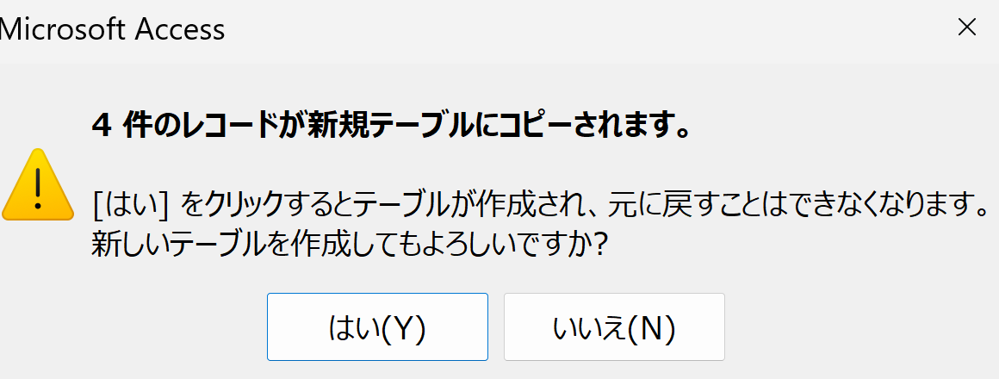 Microsoft Access
4 件のレコードが新規テーブルにコピーされます。
[はい] をクリックするとテーブルが作成され、元に戻すことはできなくなります。
新しいテーブルを作成してもよろしいですか?
はい(Y)
いいえ(N)